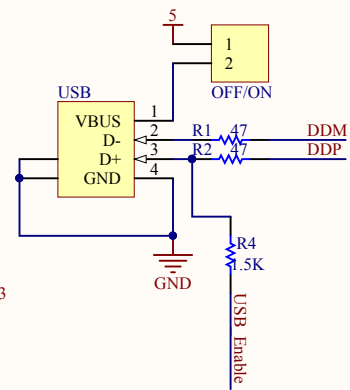 5
1
2
OFF/ON
USB
VBUS 1
D- 2 R1 47 DDM
D+ 3 R2 47 DDP
GND 4
R4
1.5K
GND
3
USB Enable